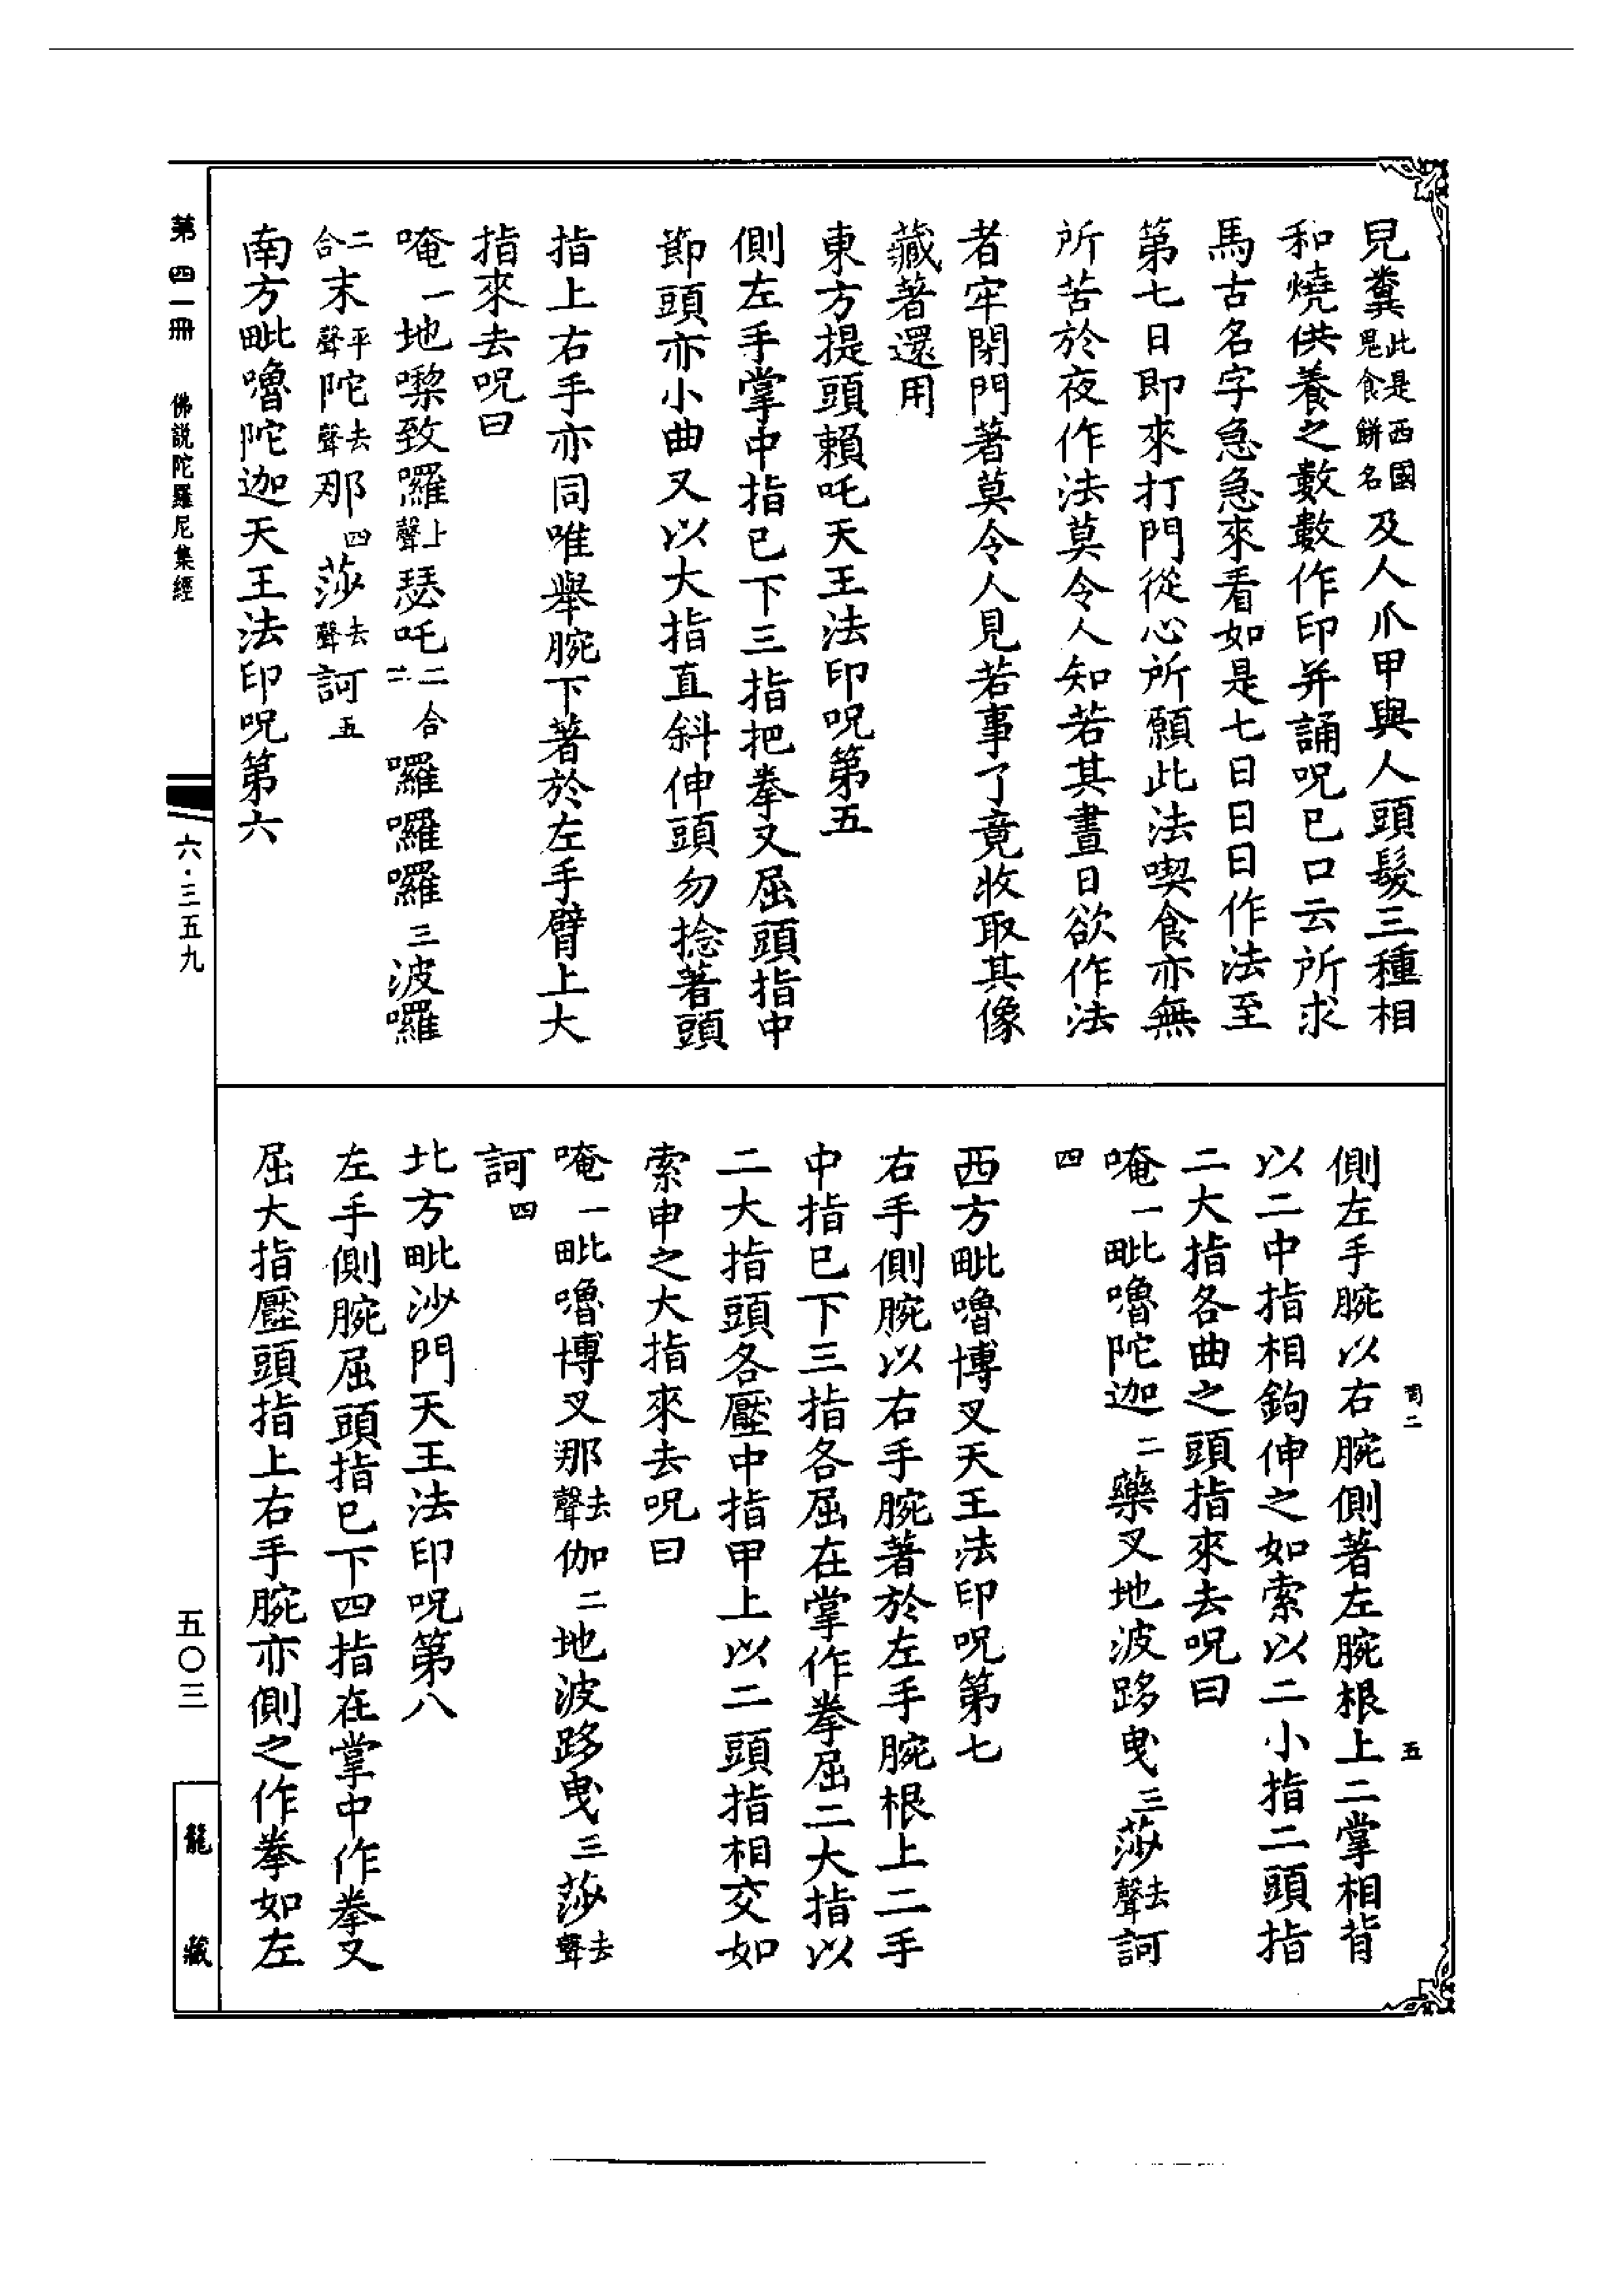 皃糞此是西國鬼食餅名及人爪甲與人頭髮三種相
和燒供養之數數作印并誦呪已口云所求
馬古名字急急來看如是七日日日作法至
第七日即來打門從心所願此法喫食亦無
所苦於夜作法莫令人知若其晝日欲作法
者牢閉門著莫令人見若事了竟收取其像
藏著還用
東方提頭賴吒天王法印呪第五
側左手掌中指已下三指把拳又屈頭指中
節頭亦小曲又以大指直斜伸頭勿捻著頭
指上右手亦同唯舉腕下著於左手臂上大
指來去呪曰
唵一地㗚致囉上聲瑟吒二合二囉囉囉三波囉
二合末平聲陀去聲那四莎去聲訶五
南方毗嚕陀迦天王法印呪第六
側左手腕以右腕側著左腕根上二掌相背
以二中指相鉤伸之如索以二小指二頭指
二大指各曲之頭指來去呪曰
唵一毗嚕陀迦二藥叉地波跢曳三莎去聲訶
四
西方毗嚕博叉天王法印呪第七
右手側腕以右手腕著於左手腕根上二手
中指已下三指各屈在掌作拳屈二大指以
二大指頭各壓中指甲上以二頭指相交如
索申之大指來去呪曰
唵一毗嚕博叉那去聲伽二地波跢曳三莎去聲
訶四
北方毗沙門天王法印呪第八
左手側腕屈頭指已下四指在掌中作拳又
屈大指壓頭指上右手腕亦側之作拳如左
第四一冊 佛說陀羅尼集經
六·三五九
五〇三
龍藏
二
五